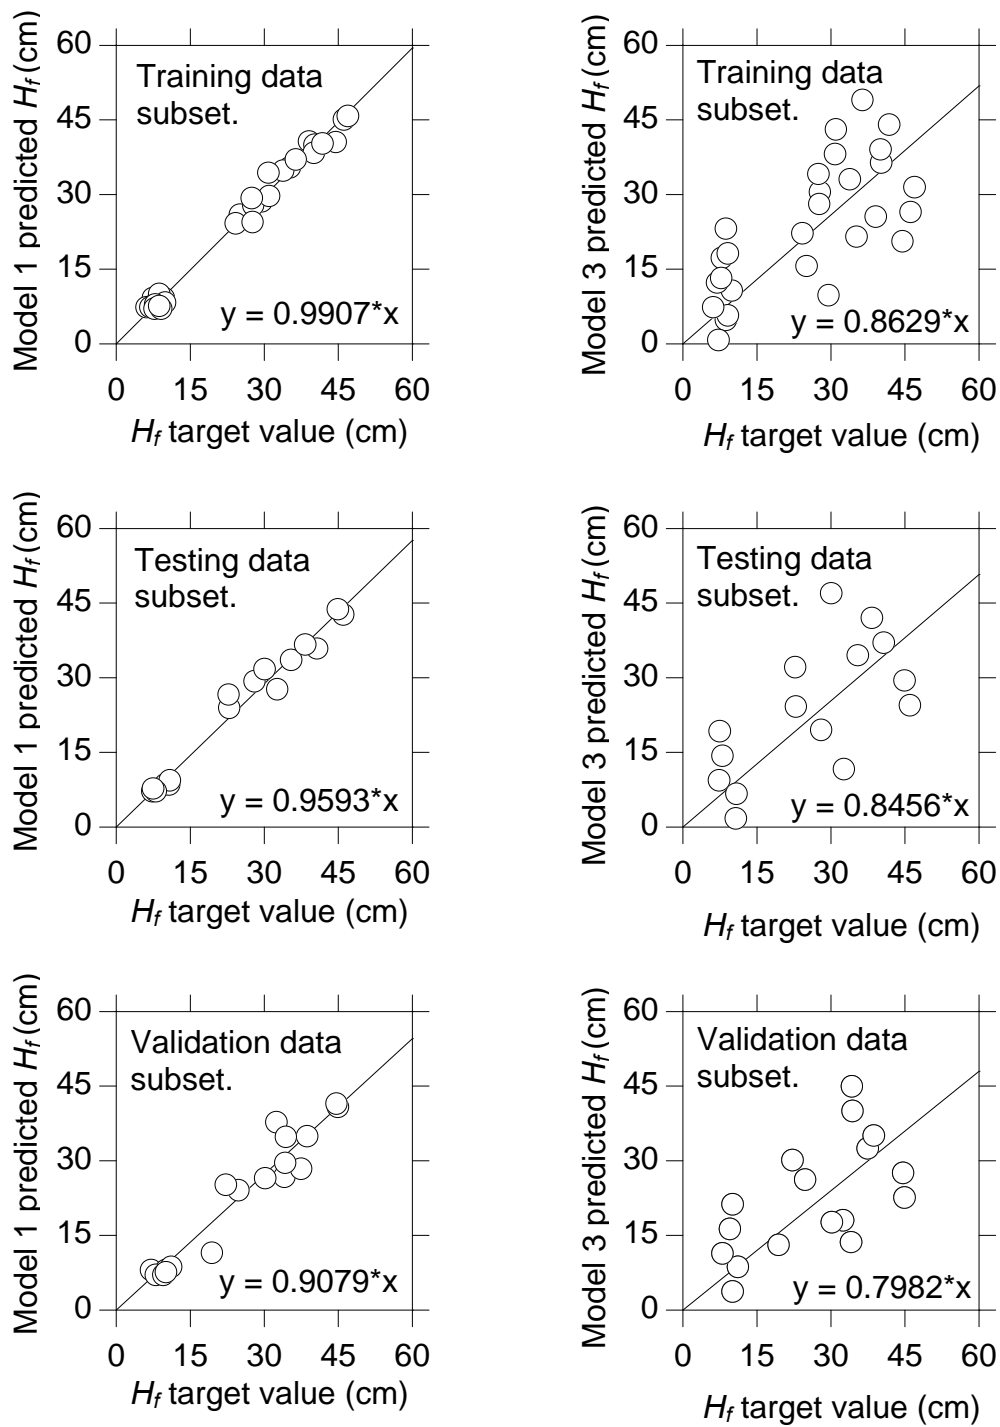 Model 1 predicted Hf (cm)
60
45
30
15
0
Training data
subset.
y = 0.9907*x
0 15 30 45 60
Hf target value (cm)
Model 3 predicted Hf (cm)
60
45
30
15
0
Training data
subset.
y = 0.8629*x
0 15 30 45 60
Hf target value (cm)
Model 1 predicted Hf (cm)
60
45
30
15
0
Testing data
subset.
y = 0.9593*x
0 15 30 45 60
Hf target value (cm)
Model 3 predicted Hf (cm)
60
45
30
15
0
Testing data
subset.
y = 0.8456*x
0 15 30 45 60
Hf target value (cm)
Model 1 predicted Hf (cm)
60
45
30
15
0
Validation data
subset.
y = 0.9079*x
0 15 30 45 60
Hf target value (cm)
Model 3 predicted Hf (cm)
60
45
30
15
0
Validation data
subset.
y = 0.7982*x
0 15 30 45 60
Hf target value (cm)